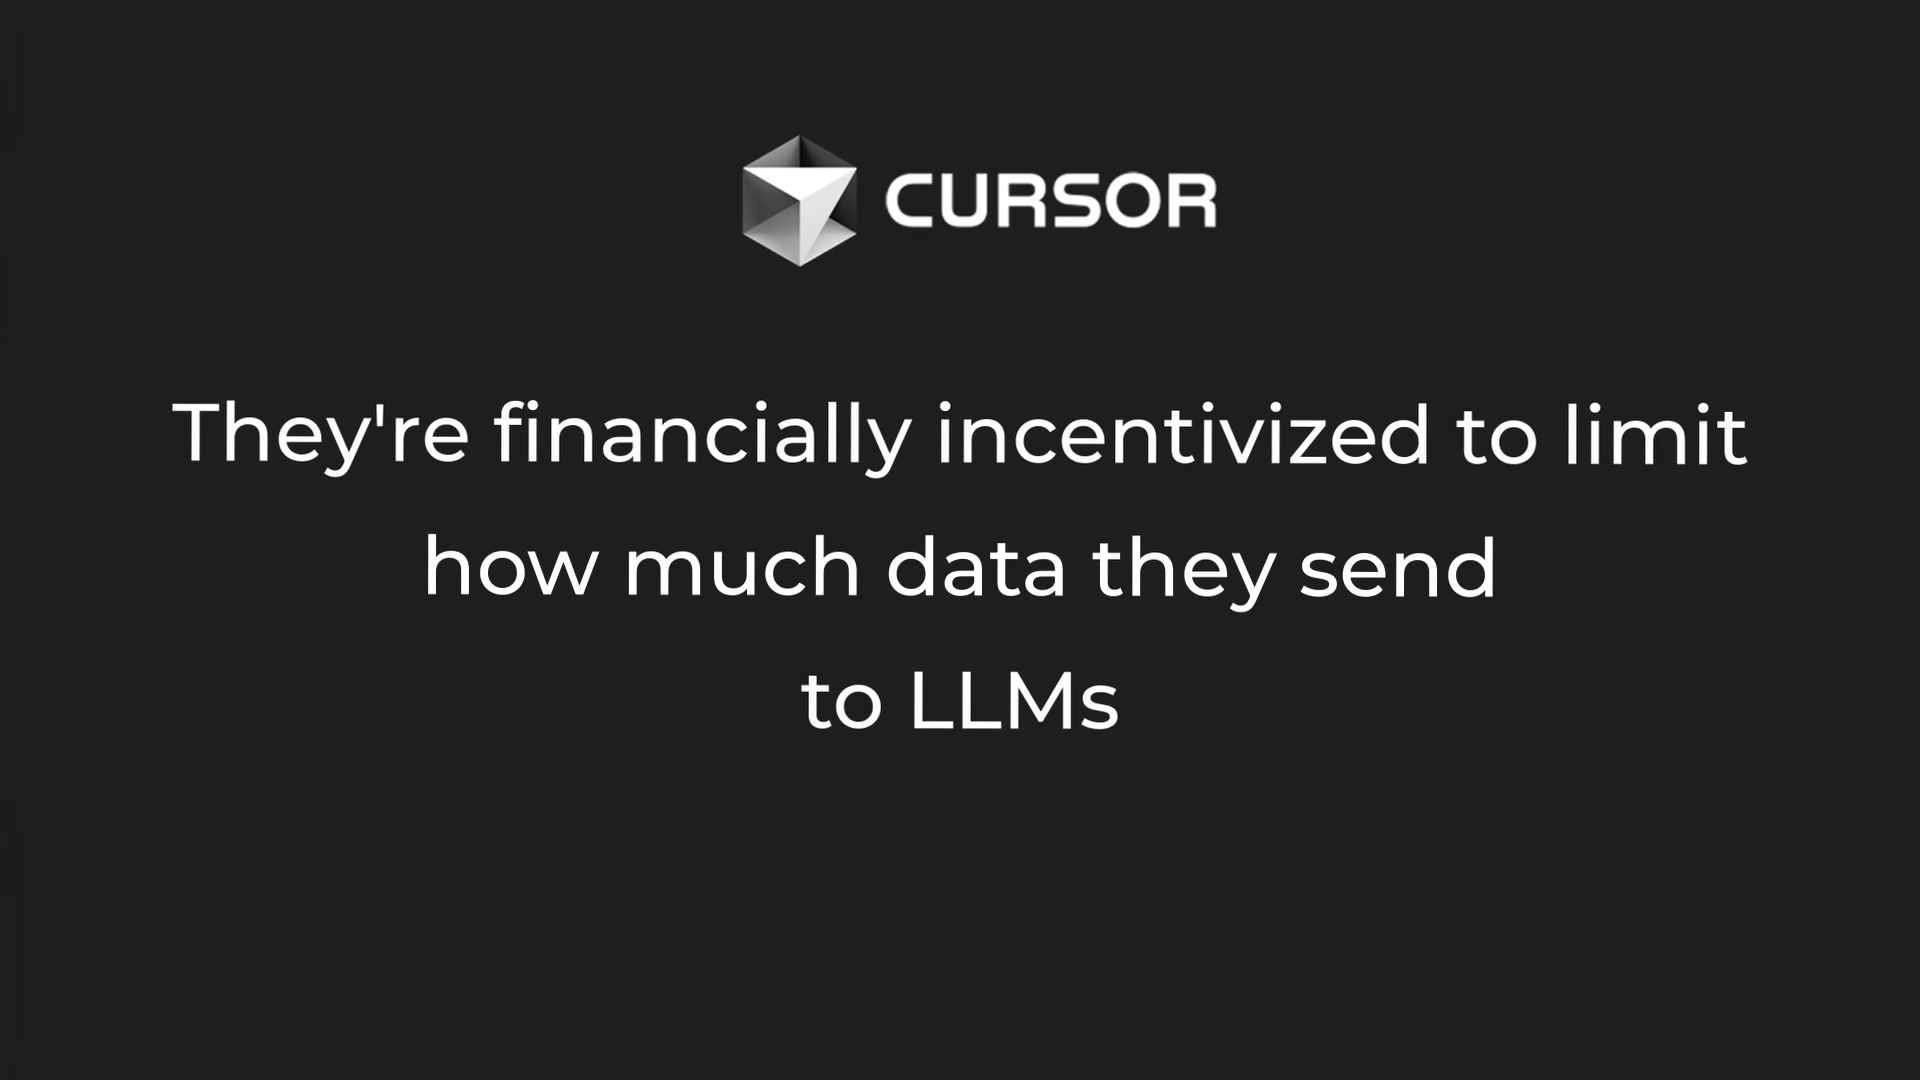 CURSOR
They're financially incentivized to limit
how much data they send
to LLMs